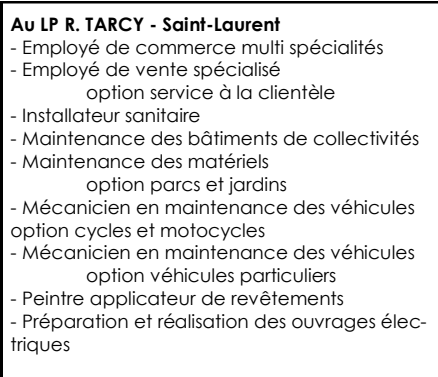 Au LP R. TARCY - Saint-Laurent
- Employé de commerce multi spécialités
- Employé de vente spécialisé
option service à la clientèle
- Installateur sanitaire
- Maintenance des bâtiments de collectivités
- Maintenance des matériels
option parcs et jardins
- Mécanicien en maintenance des véhicules
option cycles et motocycles
- Mécanicien en maintenance des véhicules
option véhicules particuliers
- Peintre applicateur de revêtements
- Préparation et réalisation des ouvrages élec-
triques